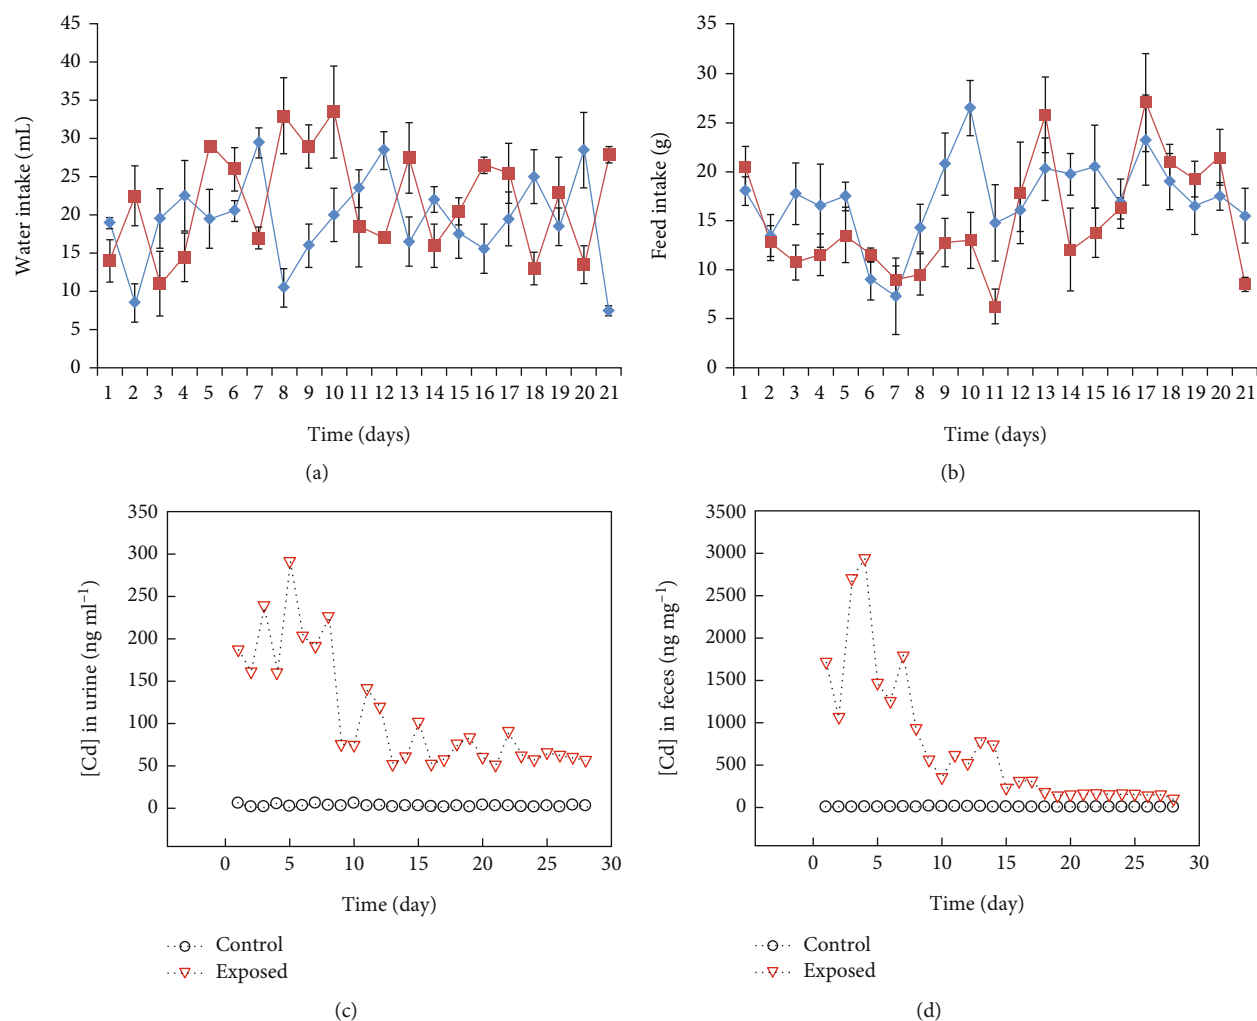 45
40
35
30
25
20
15
10
5
0
Water intake (mL)
1 2 3 4 5 6 7 8 9 10 11 12 13 14 15 16 17 18 19 20 21
Time (days)
(a)
35
30
25
20
15
10
5
0
Feed intake (g)
1 2 3 4 5 6 7 8 9 10 11 12 13 14 15 16 17 18 19 20 21
Time (days)
(b)
350
300
250
200
150
100
50
0
[Cd] in urine (ng ml⁻¹)
0 5 10 15 20 25 30
Time (day)
Control
Exposed
(c)
3500
3000
2500
2000
1500
1000
500
0
[Cd] in feces (ng mg⁻¹)
0 5 10 15 20 25 30
Time (day)
Control
Exposed
(d)